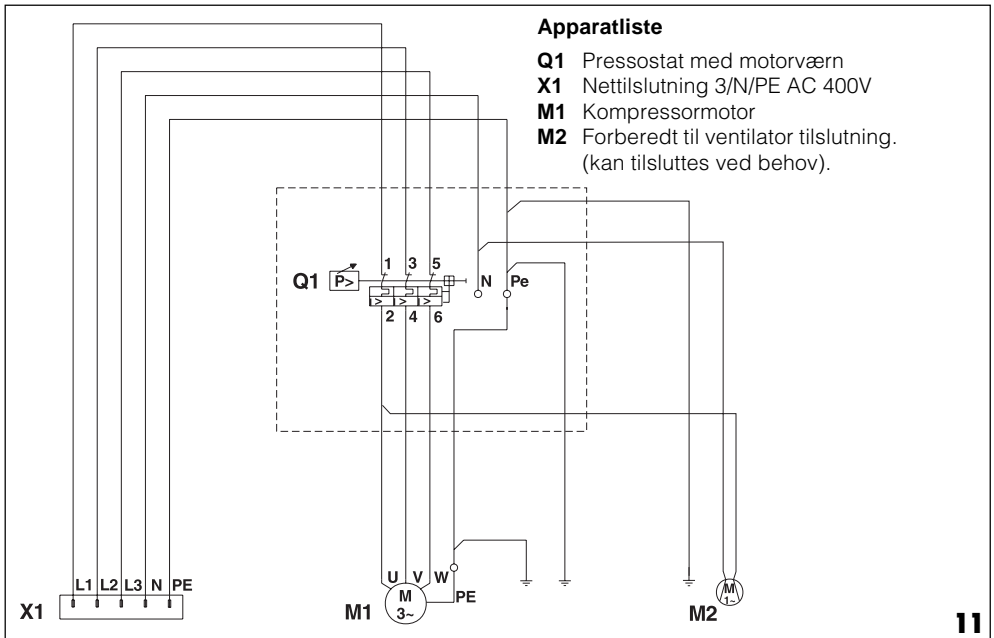 Apparatliste
Q1 Pressostat med motorværn
X1 Nettilslutning 3/N/PE AC 400V
M1 Kompressormotor
M2 Forberedt til ventilator tilslutning.
(kan tilsluttes ved behov).
1 3 5
Q1 P> N Pe
I> I> I>
2 4 6
L1 L2 L3 N PE
X1
U V W
M1 M 3~ PE
M 1~
M2
11